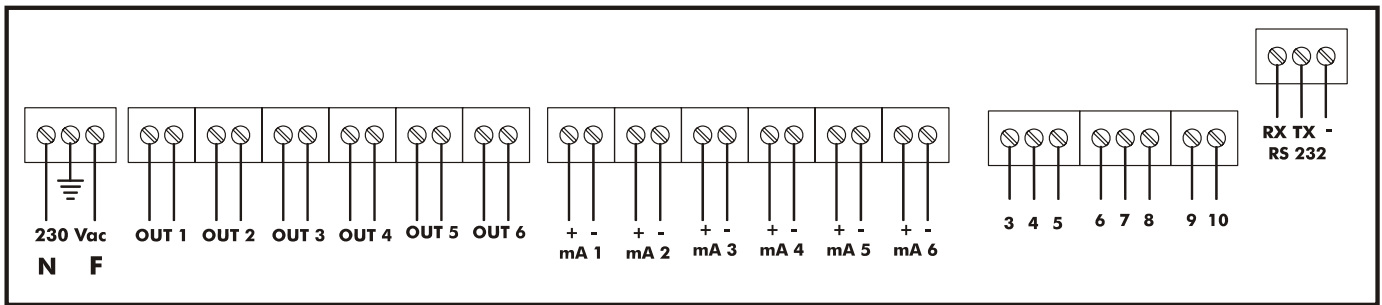 RX TX -
RS 232
230 Vac
N F
OUT 1 OUT 2 OUT 3 OUT 4 OUT 5 OUT 6
+ - + - + - + - + - + -
mA 1 mA 2 mA 3 mA 4 mA 5 mA 6
3 4 5 6 7 8 9 10